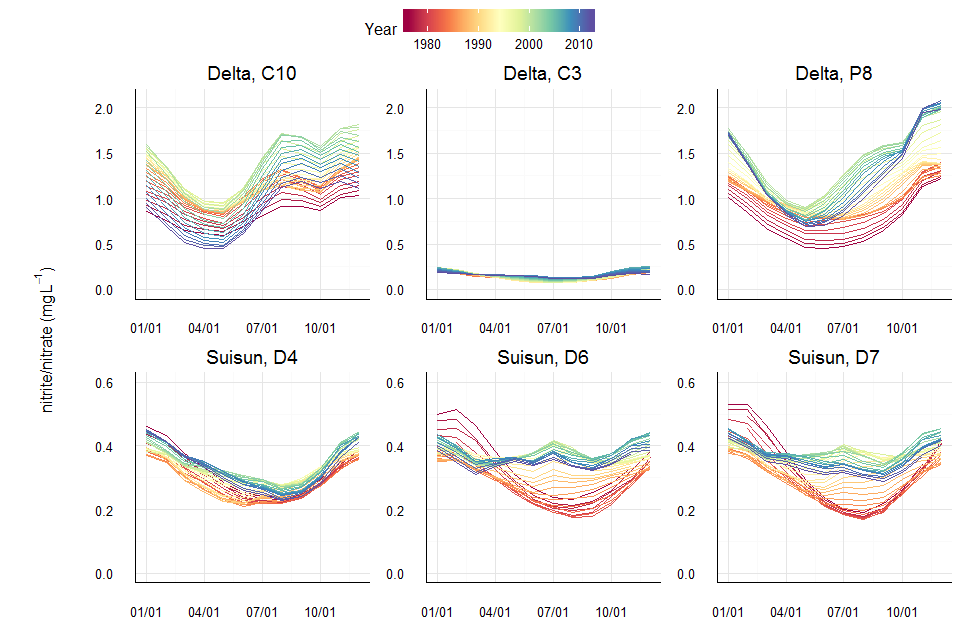 Year
1980 1990 2000 2010
Delta, C10 Delta, C3 Delta, P8
2.0 2.0 2.0
1.5 1.5 1.5
1.0 1.0 1.0
0.5 0.5 0.5
0.0 0.0 0.0
01/01 04/01 07/01 10/01 01/01 04/01 07/01 10/01 01/01 04/01 07/01 10/01
nitrite/nitrate (mg L⁻¹)
Suisun, D4 Suisun, D6 Suisun, D7
0.6 0.6 0.6
0.4 0.4 0.4
0.2 0.2 0.2
0.0 0.0 0.0
01/01 04/01 07/01 10/01 01/01 04/01 07/01 10/01 01/01 04/01 07/01 10/01